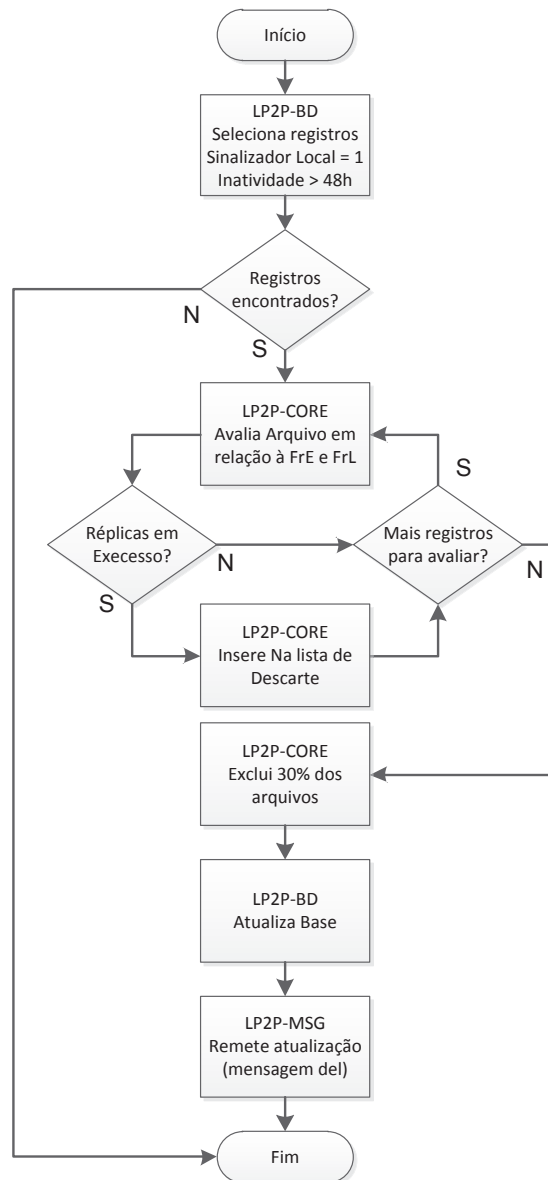 Início
LP2P-BD
Seleciona registros
Sinalizador Local = 1
Inatividade > 48h
Registros
encontrados?
N
S
LP2P-CORE
Avalia Arquivo em
relação à FrE e FrL
S
Réplicas em
Execesso?
N
S
Mais registros
para avaliar?
N
LP2P-CORE
Insere Na lista de
Descarte
LP2P-CORE
Exclui 30% dos
arquivos
LP2P-BD
Atualiza Base
LP2P-MSG
Remete atualização
(mensagem del)
Fim